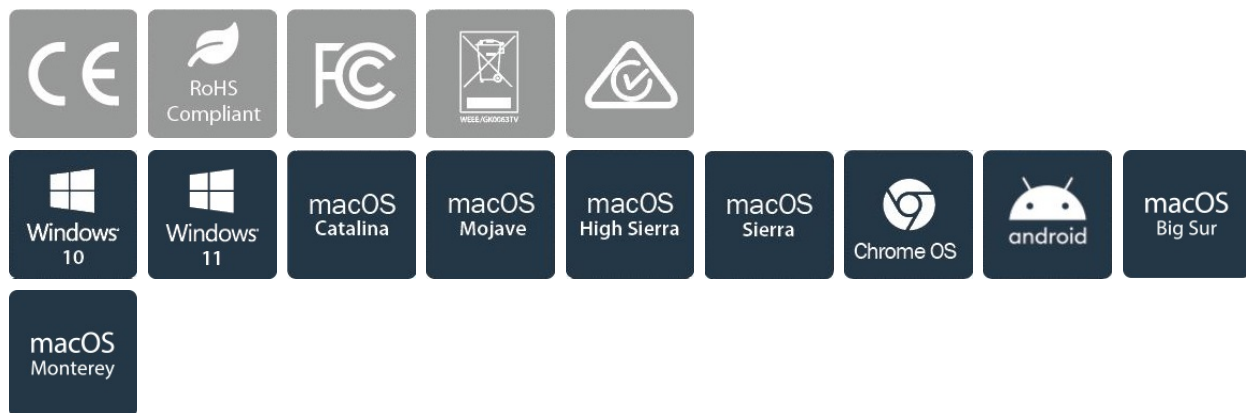 CE
RoHS
Compliant
FC
WEEE/GK0083TV
Windows
10
Windows
11
macOS
Catalina
macOS
Mojave
macOS
High Sierra
macOS
Sierra
Chrome OS
android
macOS
Big Sur
macOS
Monterey